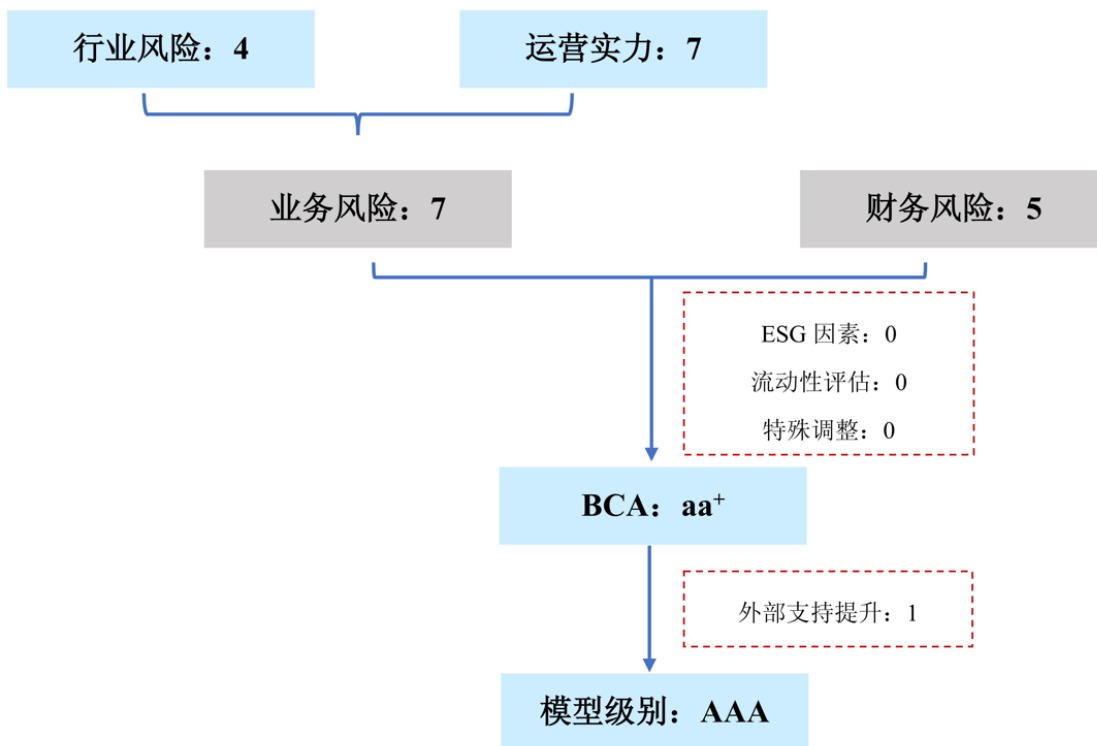 行业风险：4
运营实力：7
业务风险：7
财务风险：5
ESG 因素：0
流动性评估：0
特殊调整：0
BCA：aa⁺
外部支持提升：1
模型级别：AAA